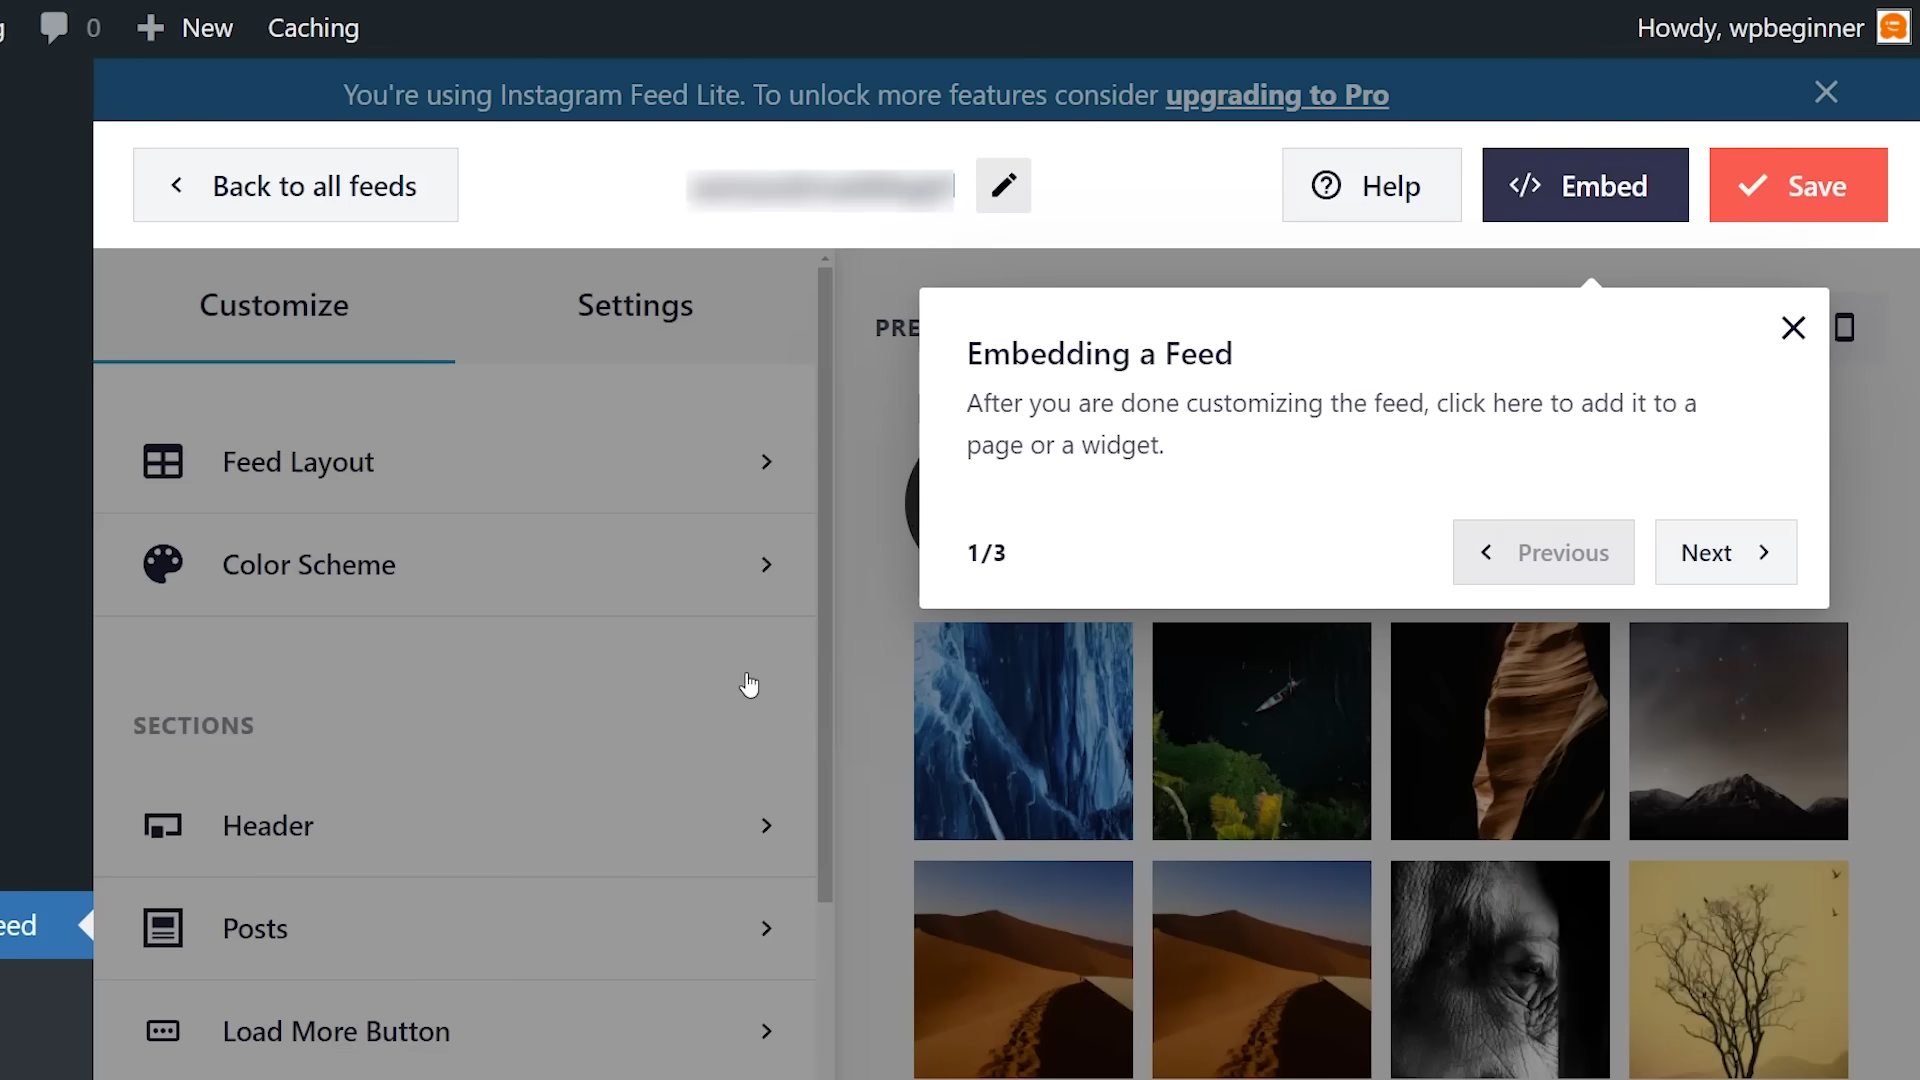 0 New Caching Howdy, wpbeginner
You're using Instagram Feed Lite. To unlock more features consider upgrading to Pro
Back to all feeds Help </> Embed Save
Customize Settings
PRE
Embedding a Feed
After you are done customizing the feed, click here to add it to a
page or a widget.
1/3 Previous Next
Feed Layout
Color Scheme
SECTIONS
Header
Posts
eed
Load More Button